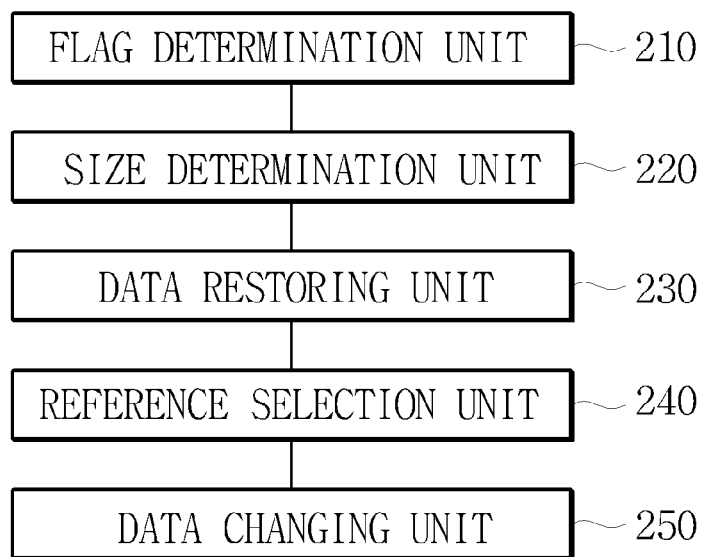 FLAG DETERMINATION UNIT 210
SIZE DETERMINATION UNIT 220
DATA RESTORING UNIT 230
REFERENCE SELECTION UNIT 240
DATA CHANGING UNIT 250